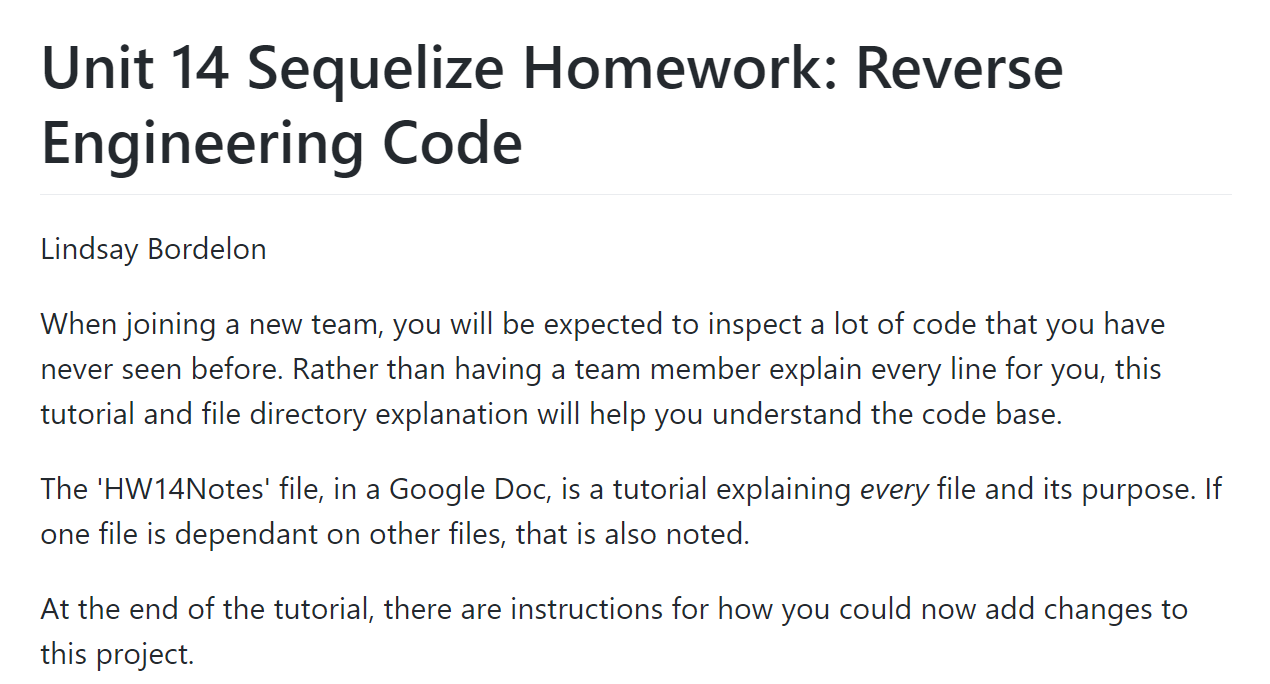 Unit 14 Sequelize Homework: Reverse
Engineering Code
Lindsay Bordelon
When joining a new team, you will be expected to inspect a lot of code that you have
never seen before. Rather than having a team member explain every line for you, this
tutorial and file directory explanation will help you understand the code base.
The 'HW14Notes' file, in a Google Doc, is a tutorial explaining every file and its purpose. If
one file is dependant on other files, that is also noted.
At the end of the tutorial, there are instructions for how you could now add changes to
this project.